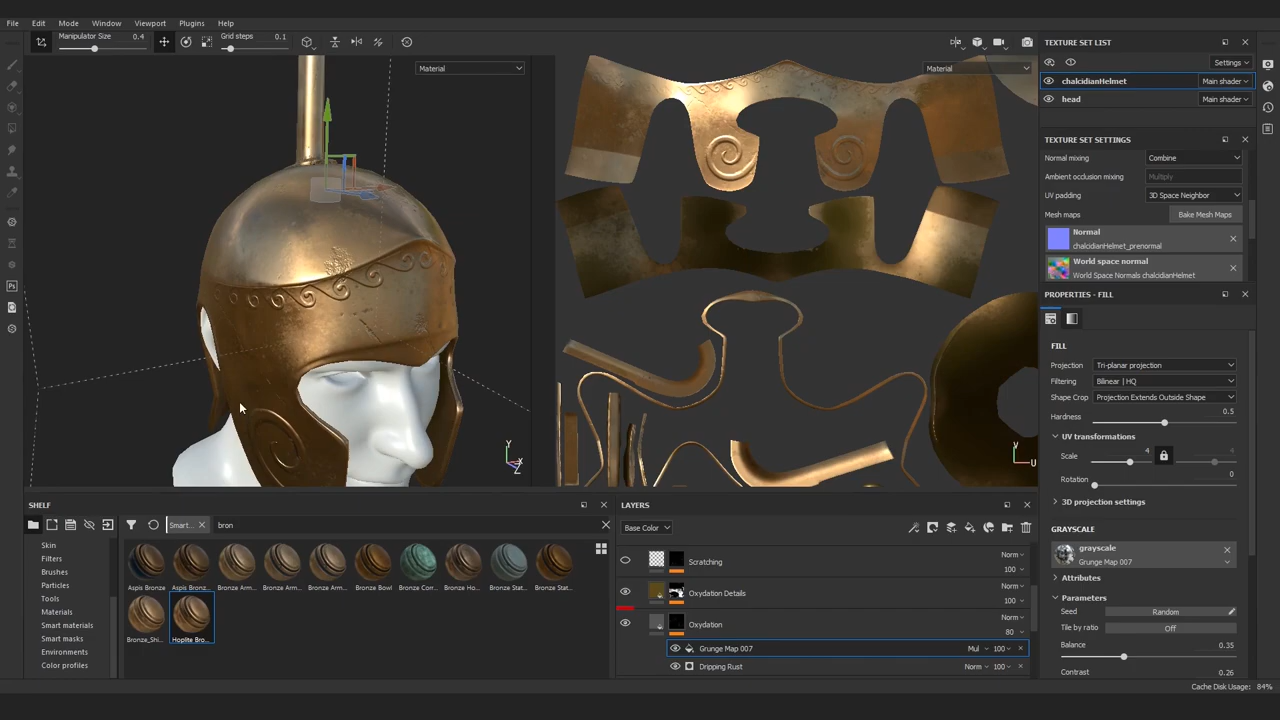 File Edit Mode Window Viewport Plugins Help
Manipulator Size 0.4 Grid steps 0.1
Material
Material
TEXTURE SET LIST
Settings
chalcidianHelmet Main shader
head Main shader
TEXTURE SET SETTINGS
Normal mixing Combine
Ambient occlusion mixing Multiply
UV padding 3D Space Neighbor
Mesh maps Bake Mesh Maps
Normal
chalcidianHelmet_prenormal
World space normal
World Space Normals chalcidianHelmet
PROPERTIES - FILL
FILL
Projection Tri-planar projection
Filtering Bilinear | HQ
Shape Crop Projection Extends Outside Shape
Hardness 0.5
UV transformations
Scale 4 4
Rotation 0
3D projection settings
GRAYSCALE
grayscale
Grunge Map 007
Attributes
Parameters
Seed Random
Tile by ratio Off
Balance 0.35
Contrast 0.26
Y
X
Z
V
U
SHELF
Smart... bron
Skin
Filters
Brushes
Particles
Tools
Materials
Smart materials
Smart masks
Environments
Color profiles
Aspis Bronze Aspis Bronz... Bronze Arm... Bronze Arm... Bronze Arm... Bronze Bowl Bronze Corr... Bronze Ho... Bronze Stat... Bronze Stat...
Bronze_Shi... Hoplite Bro...
LAYERS
Base Color
Scratching Norm 100
Oxydation Details Norm 100
Oxydation Norm 80
Grunge Map 007 Mul 100
Dripping Rust Norm 100
Cache Disk Usage: 84%